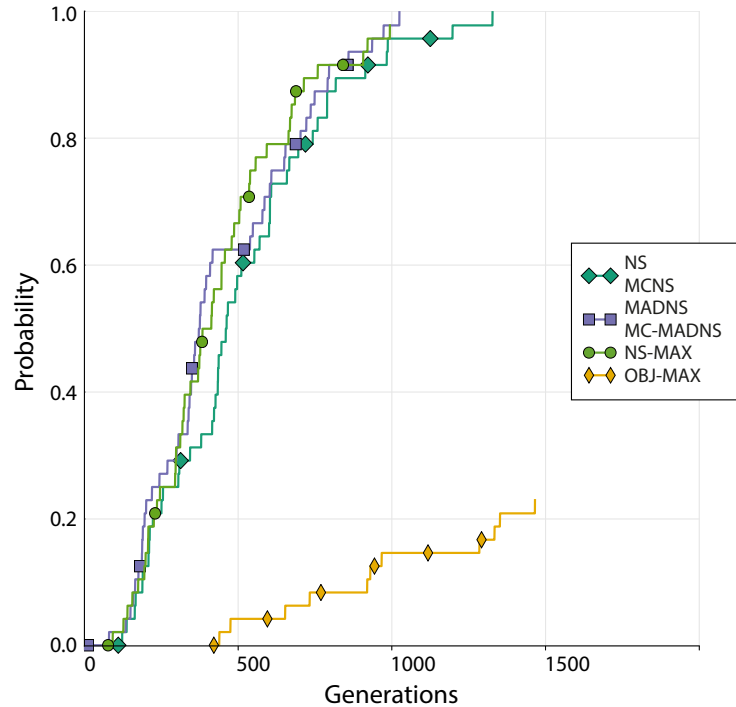 1.0
0.8
0.6
0.4
0.2
0.0
Probability
0
500
1000
1500
Generations
NS
MCNS
MADNS
MC-MADNS
NS-MAX
OBJ-MAX